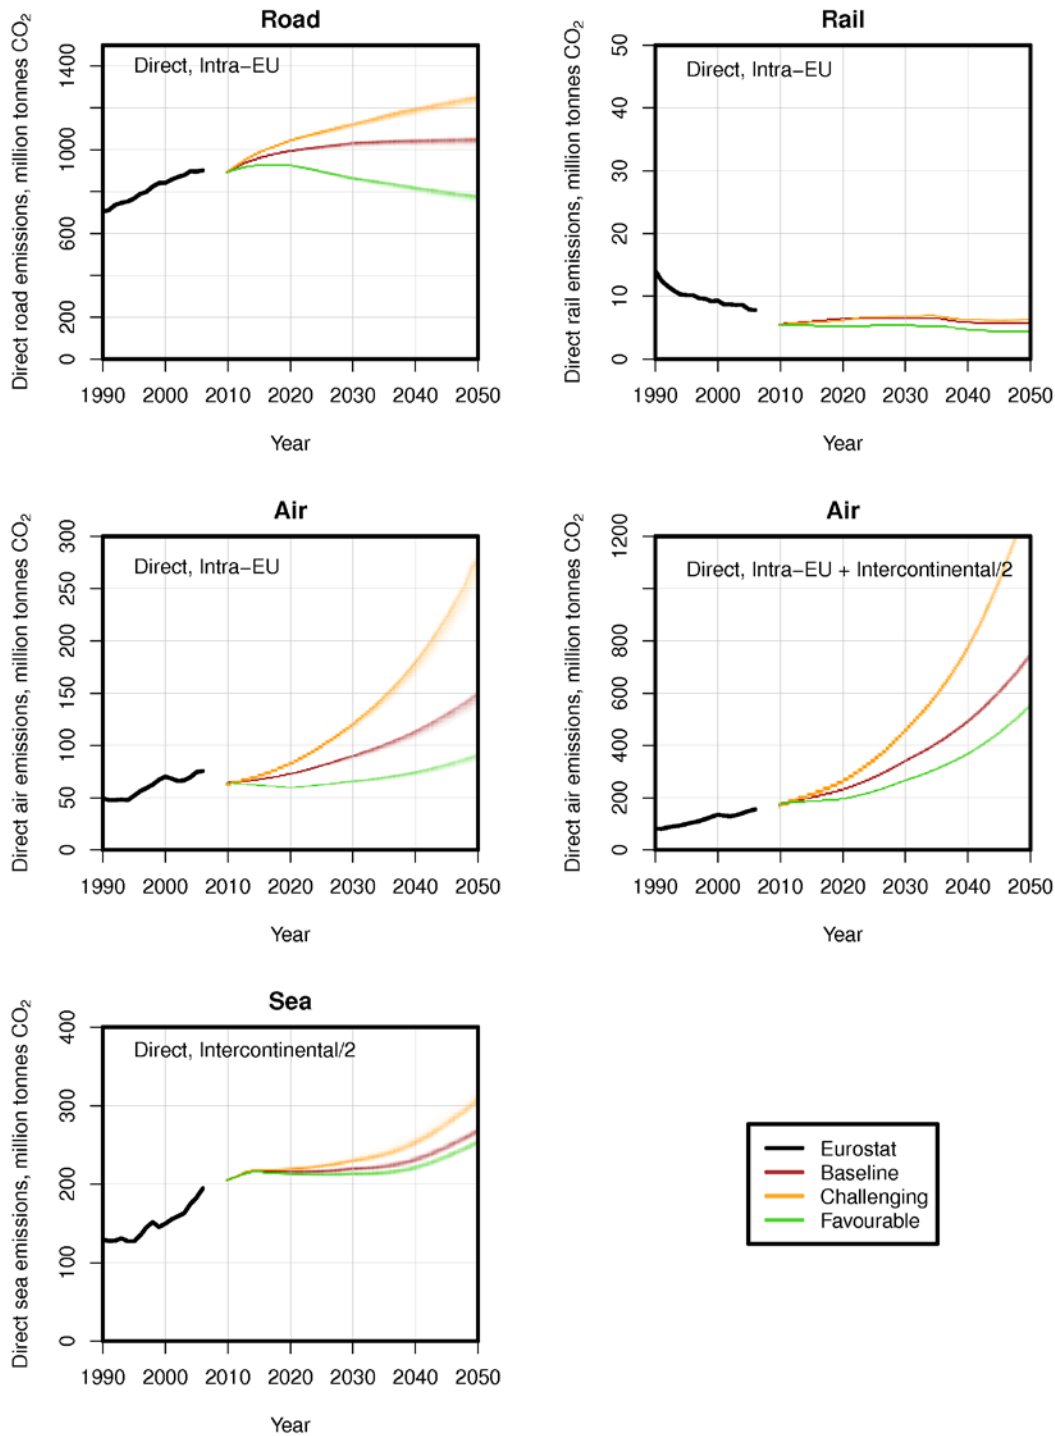 Road
Direct road emissions, million tonnes CO2
Direct, Intra−EU
1400
1000
600
200
0
1990 2000 2010 2020 2030 2040 2050
Year
Rail
Direct rail emissions, million tonnes CO2
Direct, Intra−EU
50
40
30
20
10
0
1990 2000 2010 2020 2030 2040 2050
Year
Air
Direct air emissions, million tonnes CO2
Direct, Intra−EU
300
250
200
150
100
50
0
1990 2000 2010 2020 2030 2040 2050
Year
Air
Direct air emissions, million tonnes CO2
Direct, Intra−EU + Intercontinental/2
1200
800
600
400
200
0
1990 2000 2010 2020 2030 2040 2050
Year
Sea
Direct sea emissions, million tonnes CO2
Direct, Intercontinental/2
400
300
200
100
0
1990 2000 2010 2020 2030 2040 2050
Year
Eurostat
Baseline
Challenging
Favourable